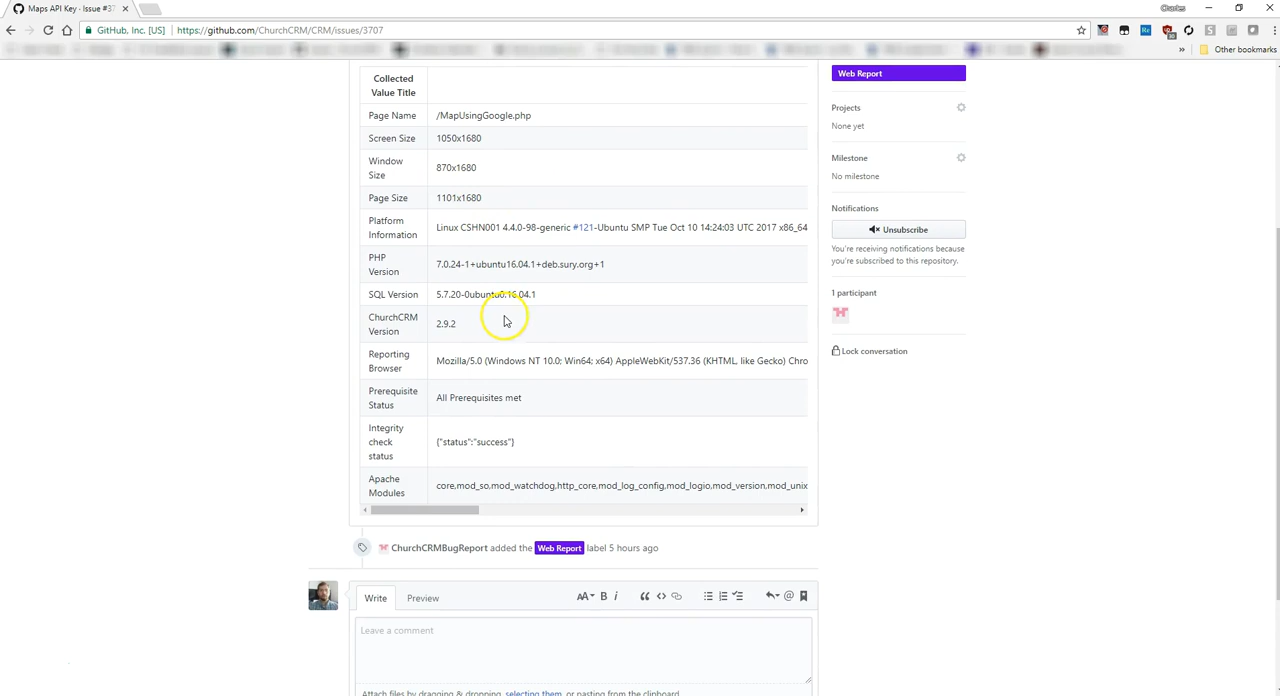 Maps API Key · Issue #37
Charles
GitHub, Inc. [US]
https://github.com/ChurchCRM/CRM/issues/3707
Other bookmarks
Collected
Value Title
Page Name
/MapUsingGoogle.php
Screen Size
1050x1680
Window
Size
870x1680
Page Size
1101x1680
Platform
Information
Linux CSHN001 4.4.0-98-generic #121-Ubuntu SMP Tue Oct 10 14:24:03 UTC 2017 x86_64
PHP
Version
7.0.24-1+ubuntu16.04.1+deb.sury.org+1
SQL Version
5.7.20-0ubuntu0.16.04.1
ChurchCRM
Version
2.9.2
Reporting
Browser
Mozilla/5.0 (Windows NT 10.0; Win64; x64) AppleWebKit/537.36 (KHTML, like Gecko) Chro
Prerequisite
Status
All Prerequisites met
Integrity
check
status
{"status":"success"}
Apache
Modules
core,mod_so,mod_watchdog,http_core,mod_log_config,mod_logio,mod_version,mod_unix
ChurchCRMBugReport added the Web Report label 5 hours ago
Write
Preview
AA B i
Leave a comment
Attach files by dragging & dropping, selecting them, or pasting from the clipboard.
Web Report
Projects
None yet
Milestone
No milestone
Notifications
Unsubscribe
You're receiving notifications because
you're subscribed to this repository.
1 participant
Lock conversation